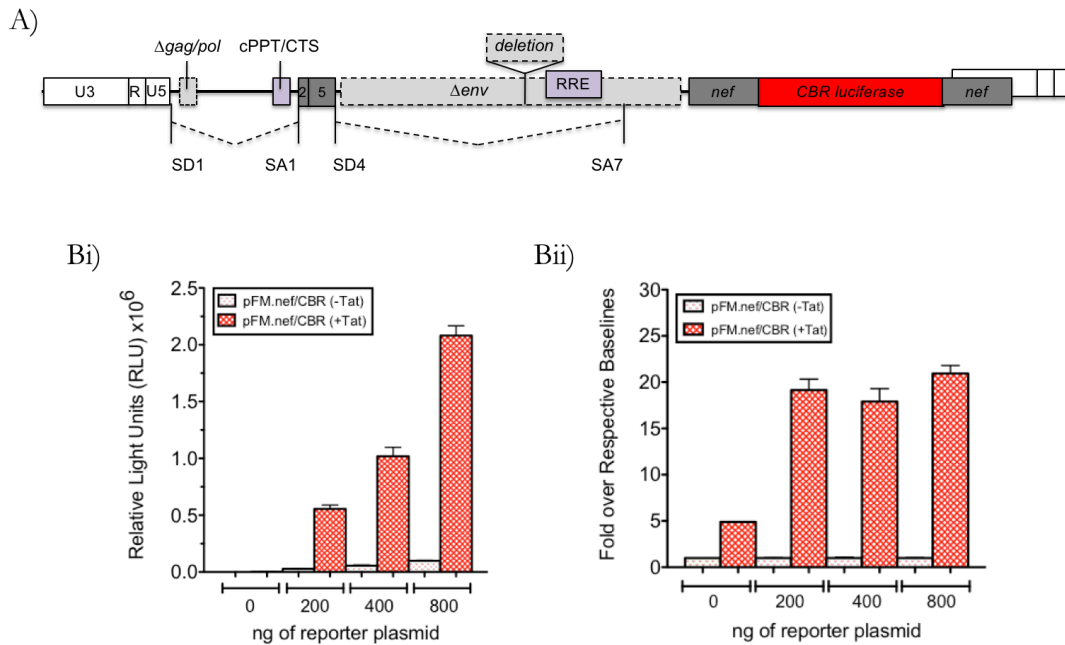 A)
Δgag/pol
cPPT/CTS
deletion
U3
R
U5
2
5
Δenv
RRE
nef
CBR luciferase
nef
SD1
SA1
SD4
SA7
Bi)
Relative Light Units (RLU) x10⁶
2.5
2.0
1.5
1.0
0.5
0.0
pFM.nef/CBR (-Tat)
pFM.nef/CBR (+Tat)
0
200
400
800
ng of reporter plasmid
Bii)
Fold over Respective Baselines
30
25
20
15
10
5
0
pFM.nef/CBR (-Tat)
pFM.nef/CBR (+Tat)
0
200
400
800
ng of reporter plasmid